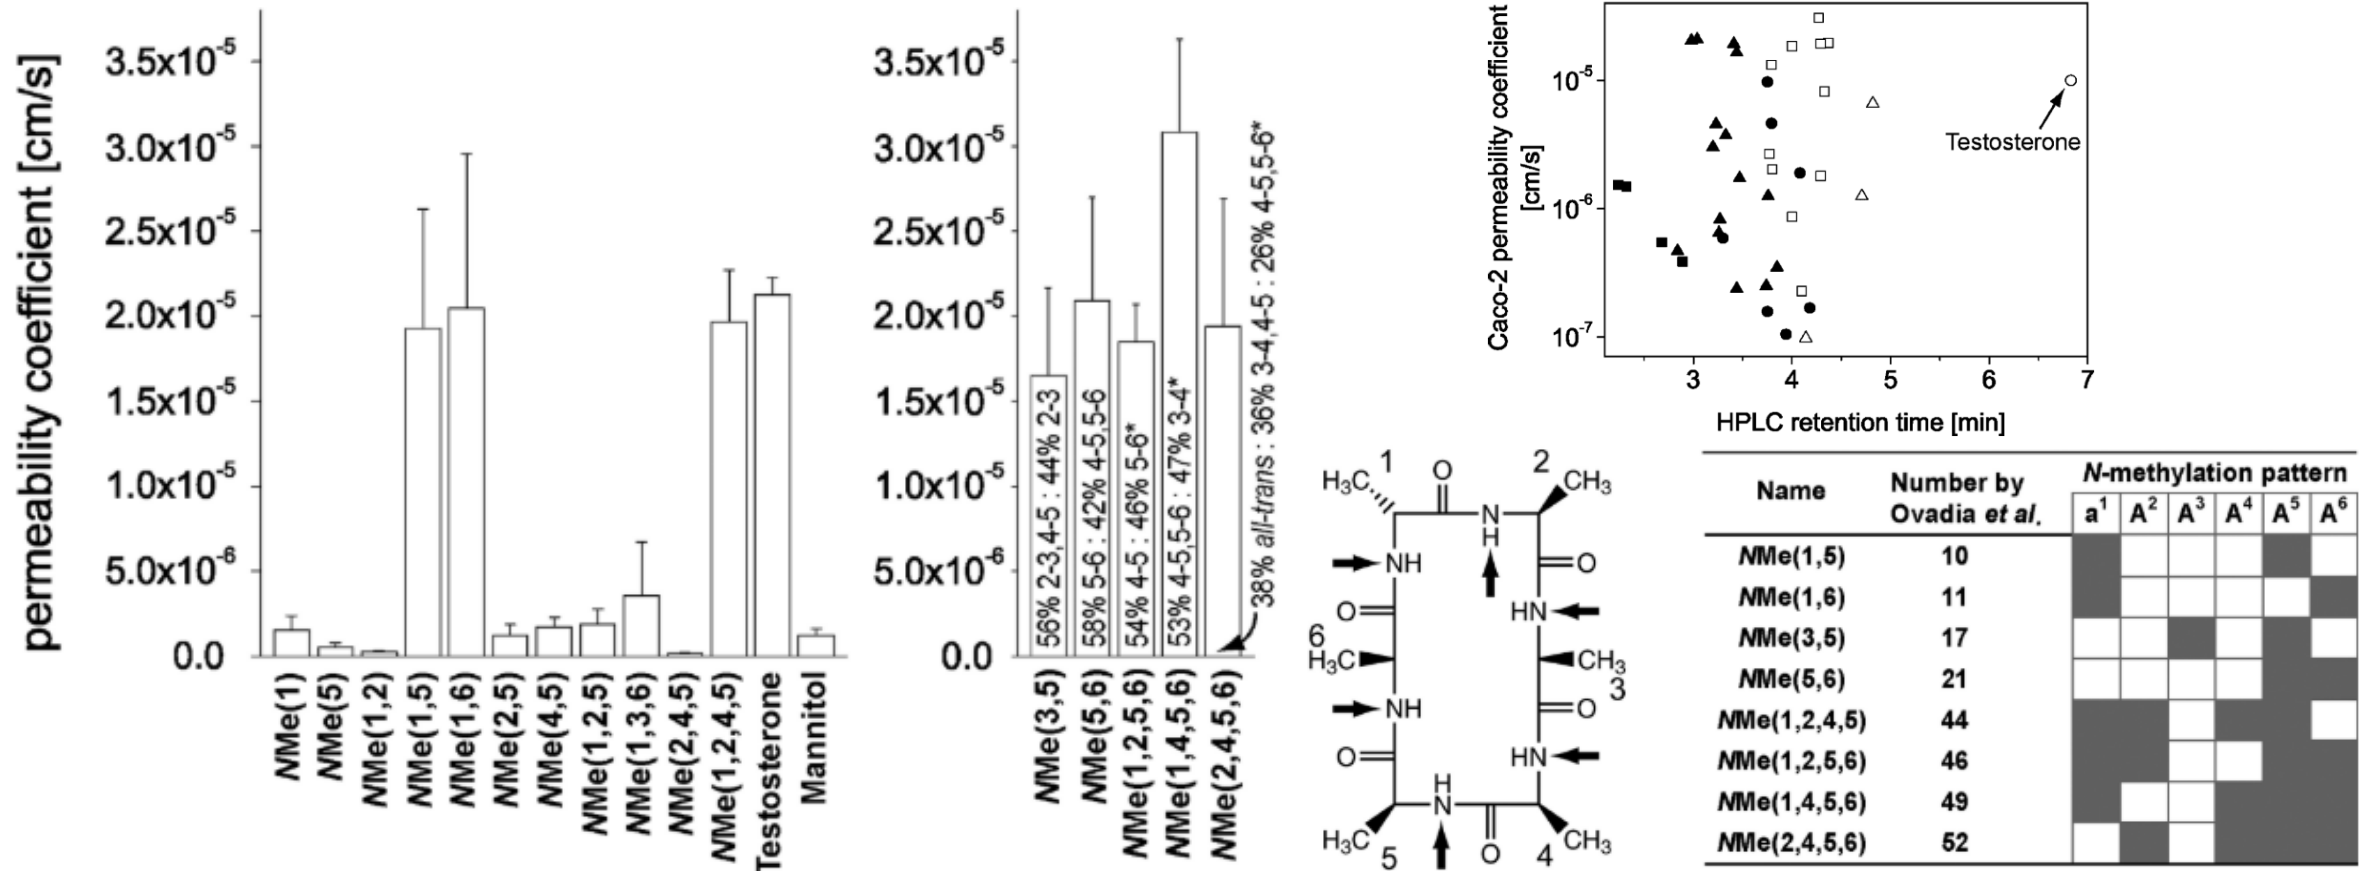 permeability coefficient [cm/s]
3.5x10-5
3.0x10-5
2.5x10-5
2.0x10-5
1.5x10-5
1.0x10-5
5.0x10-6
0.0
NMe(1)
NMe(5)
NMe(1,2)
NMe(1,5)
NMe(1,6)
NMe(2,5)
NMe(4,5)
NMe(1,2,5)
NMe(1,3,6)
NMe(2,4,5)
NMe(1,2,4,5)
Testosterone
Mannitol
3.5x10-5
3.0x10-5
2.5x10-5
2.0x10-5
1.5x10-5
1.0x10-5
5.0x10-6
0.0
56% 2-3,4-5 : 44% 2-3
58% 5-6 : 42% 4-5,5-6
54% 4-5 : 46% 5-6*
53% 4-5,5-6 : 47% 3-4*
38% all-trans : 36% 3-4,4-5 : 26% 4-5,5-6*
NMe(3,5)
NMe(5,6)
NMe(1,2,5,6)
NMe(1,4,5,6)
NMe(2,4,5,6)
Caco-2 permeability coefficient
[cm/s]
10-5
10-6
10-7
Testosterone
3 4 5 6 7
HPLC retention time [min]
1 O 2
H3C CH3
N
H
NH O
O HN
6
H3C CH3
3
NH O
O HN
H
N
H3C CH3
5 O 4
Name Number by Ovadia et al. N-methylation pattern
a1 A2 A3 A4 A5 A6
NMe(1,5) 10
NMe(1,6) 11
NMe(3,5) 17
NMe(5,6) 21
NMe(1,2,4,5) 44
NMe(1,2,5,6) 46
NMe(1,4,5,6) 49
NMe(2,4,5,6) 52